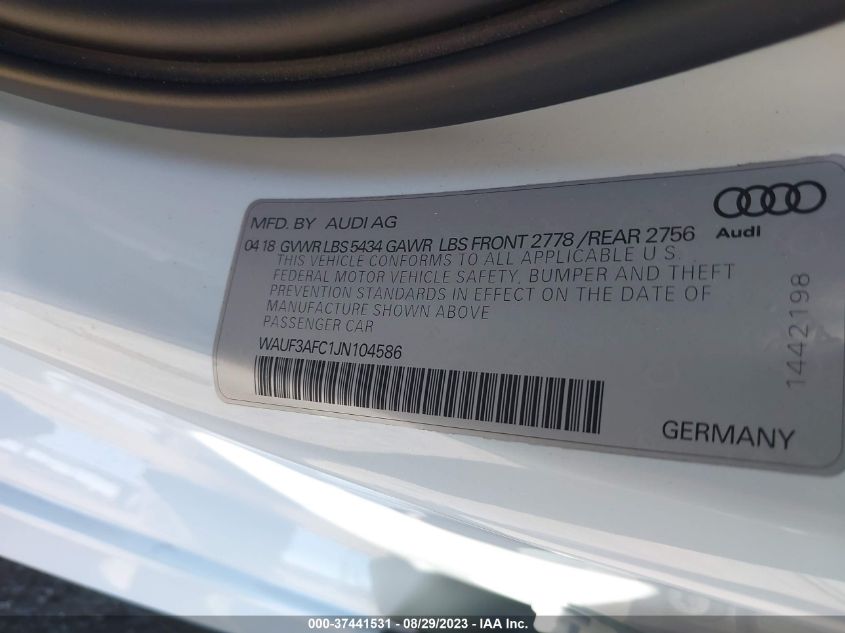 MFD. BY AUDI AG
04 18 GVWR LBS 5434 GAWR LBS FRONT 2778 /REAR 2756
THIS VEHICLE CONFORMS TO ALL APPLICABLE U S.
FEDERAL MOTOR VEHICLE SAFETY, BUMPER AND THEFT
PREVENTION STANDARDS IN EFFECT ON THE DATE OF
MANUFACTURE SHOWN ABOVE
PASSENGER CAR
WAUF3AFC1JN104586
Audi
1442198
GERMANY
000-37441531 - 08/29/2023 - IAA Inc.